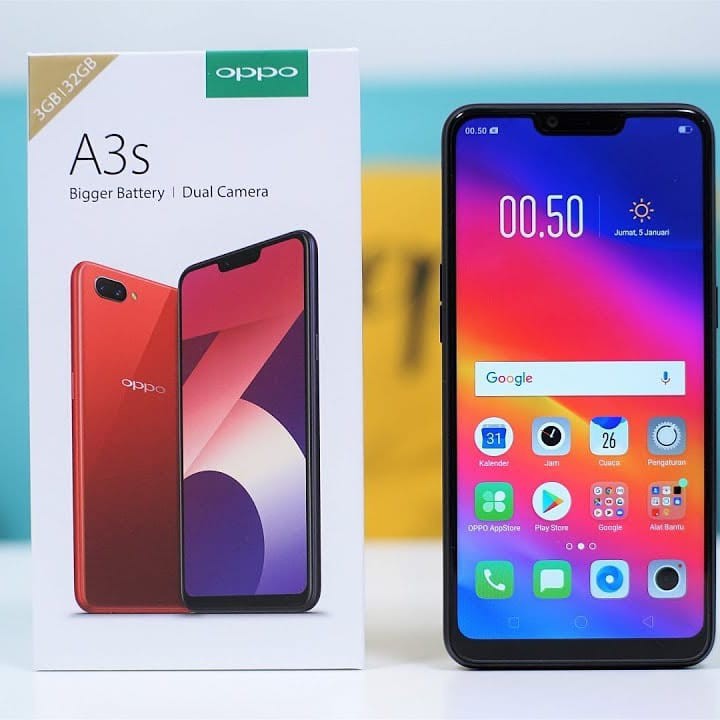 3GB|32GB
oppo
A3s
Bigger Battery | Dual Camera
oppo
00.50
00.50
Jumat, 5 Januari
Google
31
26
Kalender
Jam
Cuaca
Pengaturan
OPPO AppStore
Play Store
Google
Alat Bantu